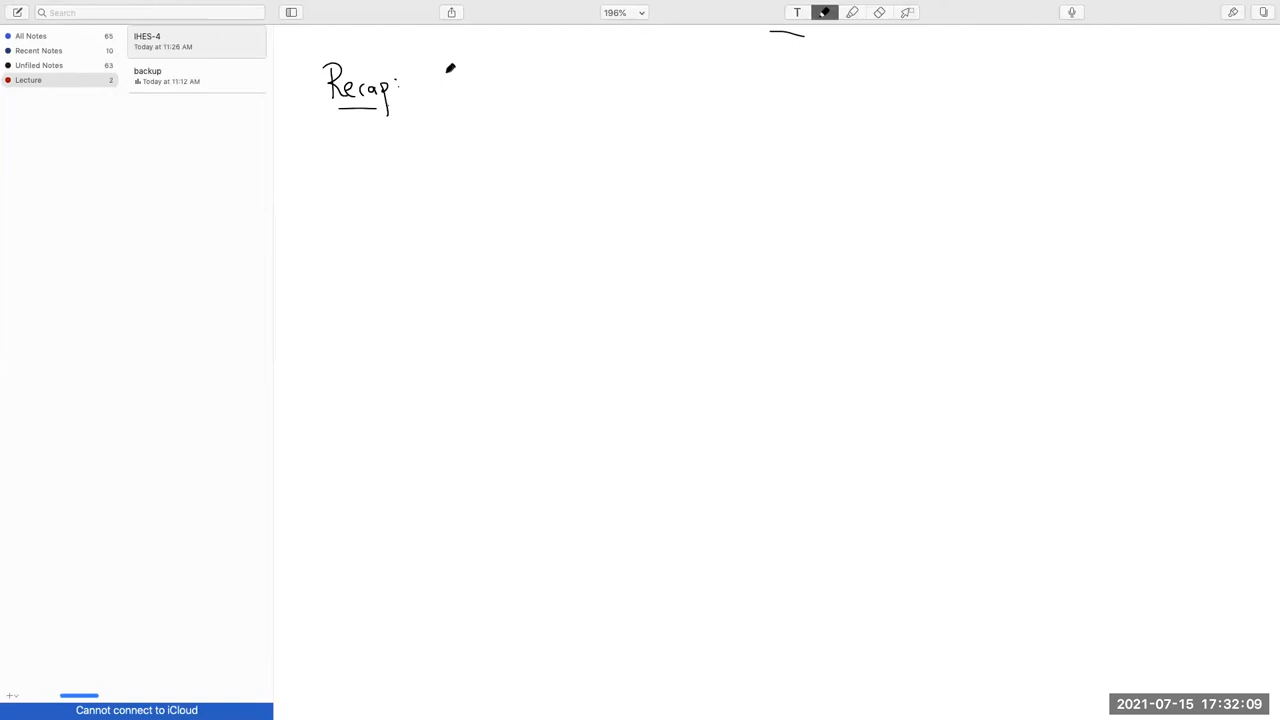 Search
196%
T
All Notes 65
Recent Notes 10
Unfiled Notes 63
Lecture 2
IHES-4
Today at 11:26 AM
backup
Today at 11:12 AM
Recap:
Cannot connect to iCloud
2021-07-15 17:32:09